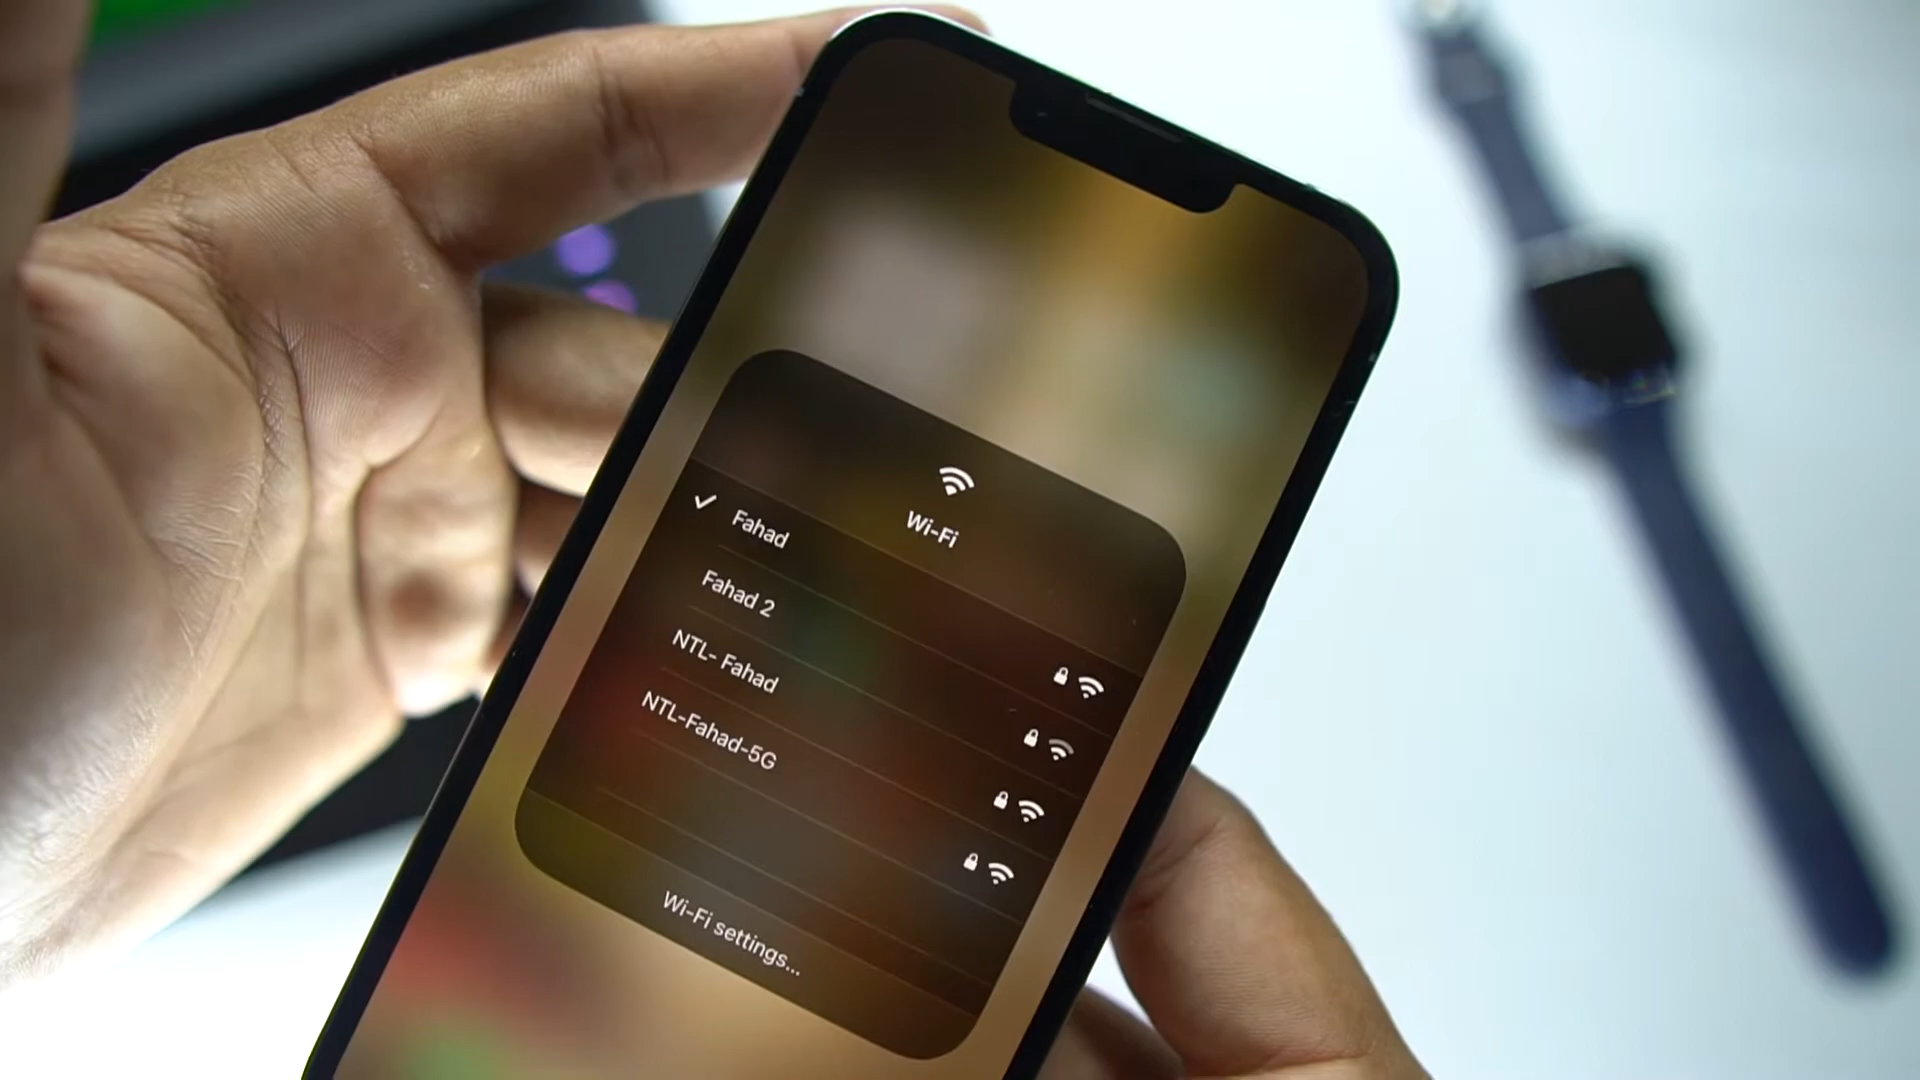 Wi-Fi
Fahad
Fahad 2
NTL- Fahad
NTL-Fahad-5G
Wi-Fi settings...